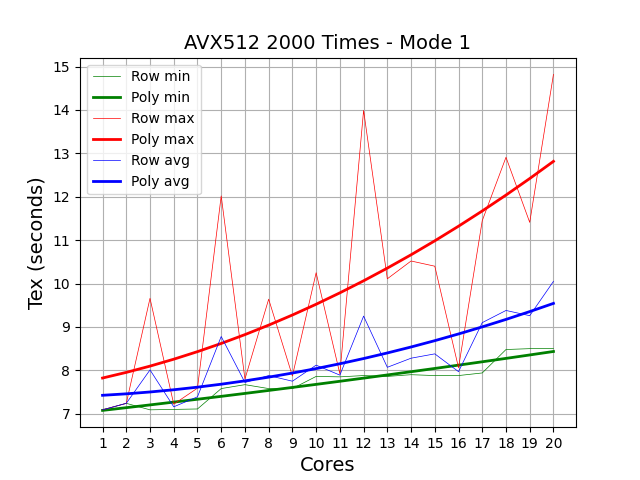 AVX512 2000 Times - Mode 1
Row min
Poly min
Row max
Poly max
Row avg
Poly avg
Tex (seconds)
15
14
13
12
11
10
9
8
7
1 2 3 4 5 6 7 8 9 10 11 12 13 14 15 16 17 18 19 20
Cores